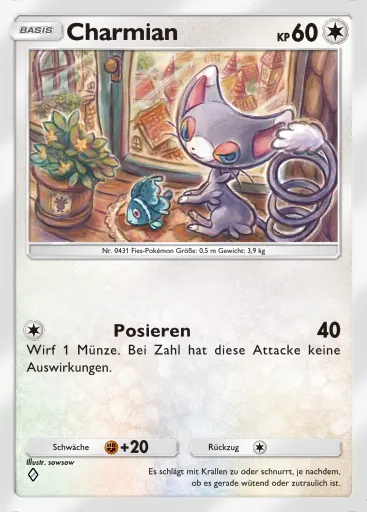 BASIS Charmian KP 60
Nr. 0431 Fies-Pokémon Größe: 0,5 m Gewicht: 3,9 kg
Posieren 40
Wirf 1 Münze. Bei Zahl hat diese Attacke keine
Auswirkungen.
Schwäche +20 Rückzug
Illustr. sowsow
Es schlägt mit Krallen zu oder schnurrt, je nachdem,
ob es gerade wütend oder zutraulich ist.